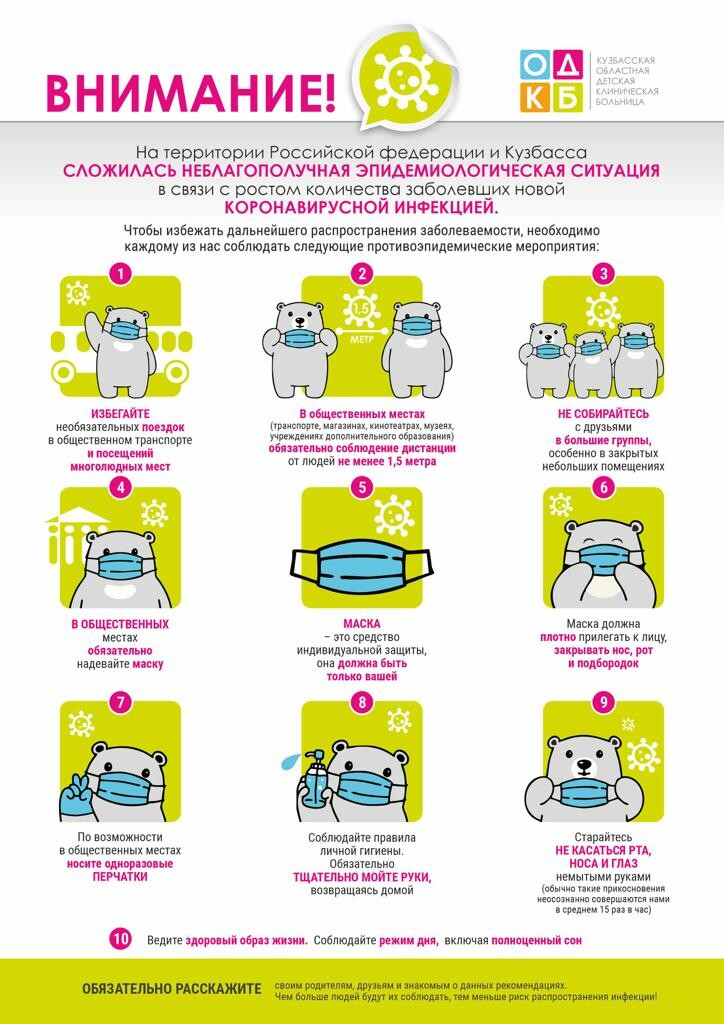 ВНИМАНИЕ!
ОД
КБ
КУЗБАССКАЯ
ОБЛАСТНАЯ
ДЕТСКАЯ
КЛИНИЧЕСКАЯ
БОЛЬНИЦА
На территории Российской федерации и Кузбасса
СЛОЖИЛАСЬ НЕБЛАГОПОЛУЧНАЯ ЭПИДЕМИОЛОГИЧЕСКАЯ СИТУАЦИЯ
в связи с ростом количества заболевших новой
КОРОНАВИРУСНОЙ ИНФЕКЦИЕЙ.
Чтобы избежать дальнейшего распространения заболеваемости, необходимо
каждому из нас соблюдать следующие противоэпидемические мероприятия:
1
ИЗБЕГАЙТЕ
необязательных поездок
в общественном транспорте
и посещений
многолюдных мест
2
1,5
МЕТР
В общественных местах
(транспорте, магазинах, кинотеатрах, музеях,
учреждениях дополнительного образования)
обязательно соблюдение дистанции
от людей не менее 1,5 метра
3
НЕ СОБИРАЙТЕСЬ
с друзьями
в большие группы,
особенно в закрытых
небольших помещениях
4
В ОБЩЕСТВЕННЫХ
местах
обязательно
надевайте маску
5
МАСКА
– это средство
индивидуальной защиты,
она должна быть
только вашей
6
Маска должна
плотно прилегать к лицу,
закрывать нос, рот
и подбородок
7
По возможности
в общественных местах
носите одноразовые
ПЕРЧАТКИ
8
Соблюдайте правила
личной гигиены.
Обязательно
ТЩАТЕЛЬНО МОЙТЕ РУКИ,
возвращаясь домой
9
Старайтесь
НЕ КАСАТЬСЯ РТА,
НОСА И ГЛАЗ
немытыми руками
(обычно такие прикосновения
неосознанно совершаются нами
в среднем 15 раз в час)
10 Ведите здоровый образ жизни. Соблюдайте режим дня, включая полноценный сон
ОБЯЗАТЕЛЬНО РАССКАЖИТЕ
своим родителям, друзьям и знакомым о данных рекомендациях.
Чем больше людей будут их соблюдать, тем меньше риск распространения инфекции!